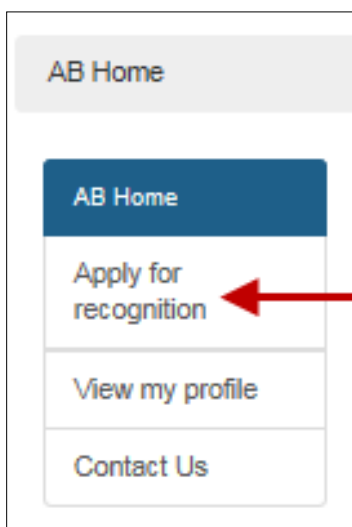 AB Home
AB Home
Apply for
recognition
View my profile
Contact Us